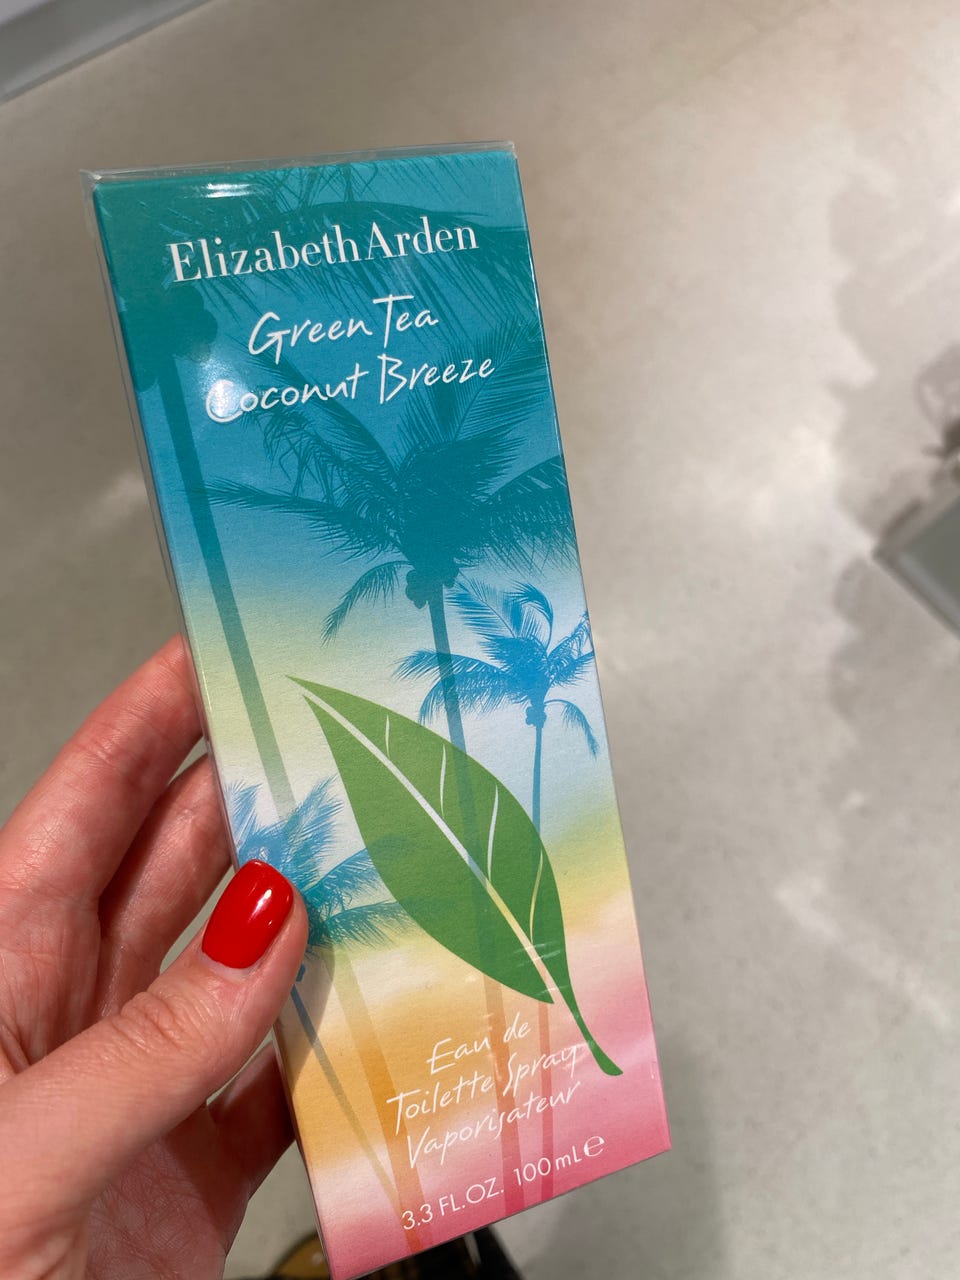 Elizabeth Arden
Green Tea
Coconut Breeze
Eau de
Toilette Spray
Vaporisateur
3.3 FL.OZ. 100 mL ℮